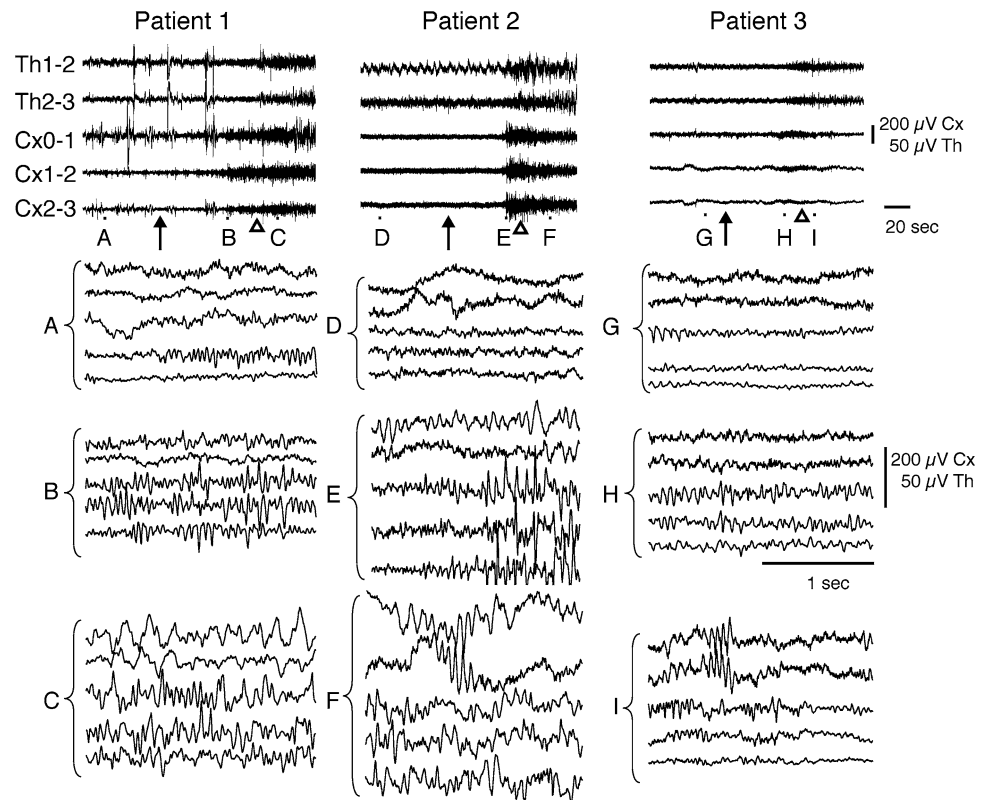 Patient 1 Patient 2 Patient 3
Th1-2
Th2-3
Cx0-1
Cx1-2
Cx2-3
200 µV Cx
50 µV Th
20 sec
A B C D E F G H I
A D G
B E H
200 µV Cx
50 µV Th
1 sec
C F I